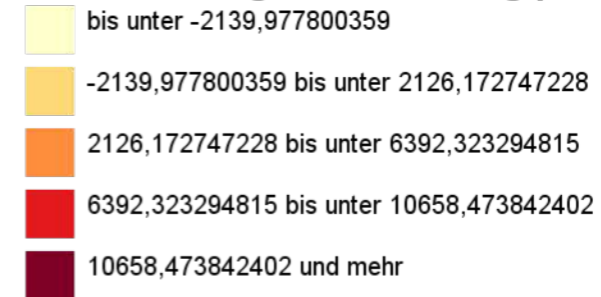 bis unter -2139,977800359
-2139,977800359 bis unter 2126,172747228
2126,172747228 bis unter 6392,323294815
6392,323294815 bis unter 10658,473842402
10658,473842402 und mehr